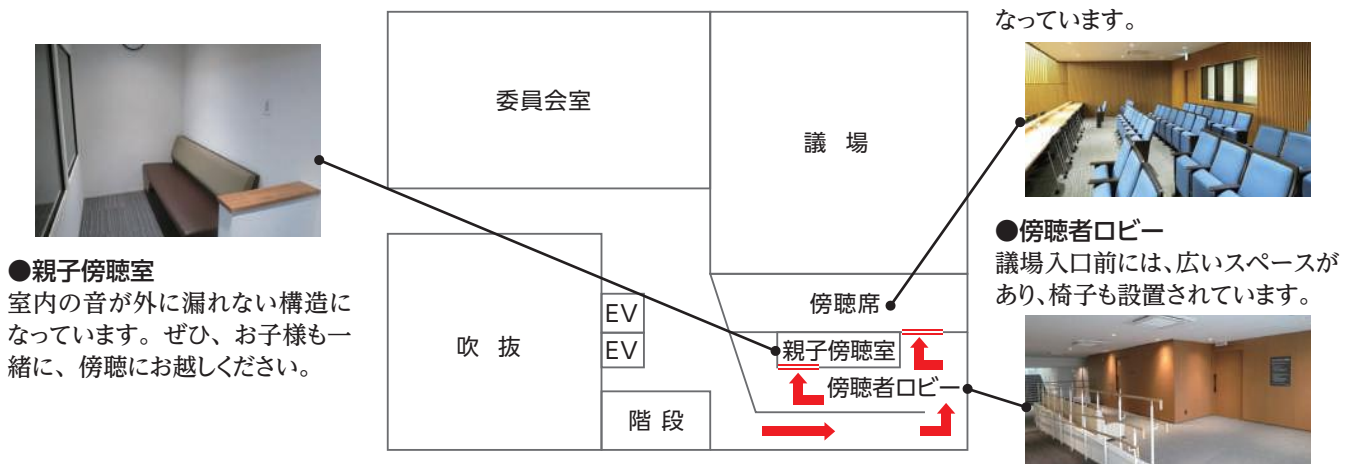 ●親子傍聴室
室内の音が外に漏れない構造に
なっています。ぜひ、お子様も一
緒に、傍聴にお越しください。
委員会室
議 場
吹 抜
EV
EV
階 段
傍聴席
親子傍聴室
傍聴者ロビー
なっています。
●傍聴者ロビー
議場入口前には、広いスペースが
あり、椅子も設置されています。